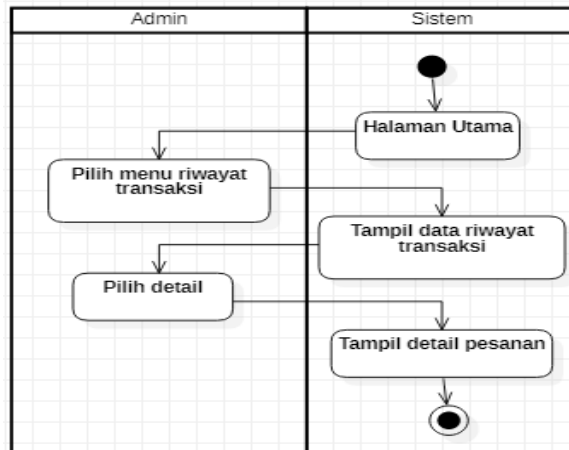 Admin
Sistem
Halaman Utama
Pilih menu riwayat
transaksi
Tampil data riwayat
transaksi
Pilih detail
Tampil detail pesanan